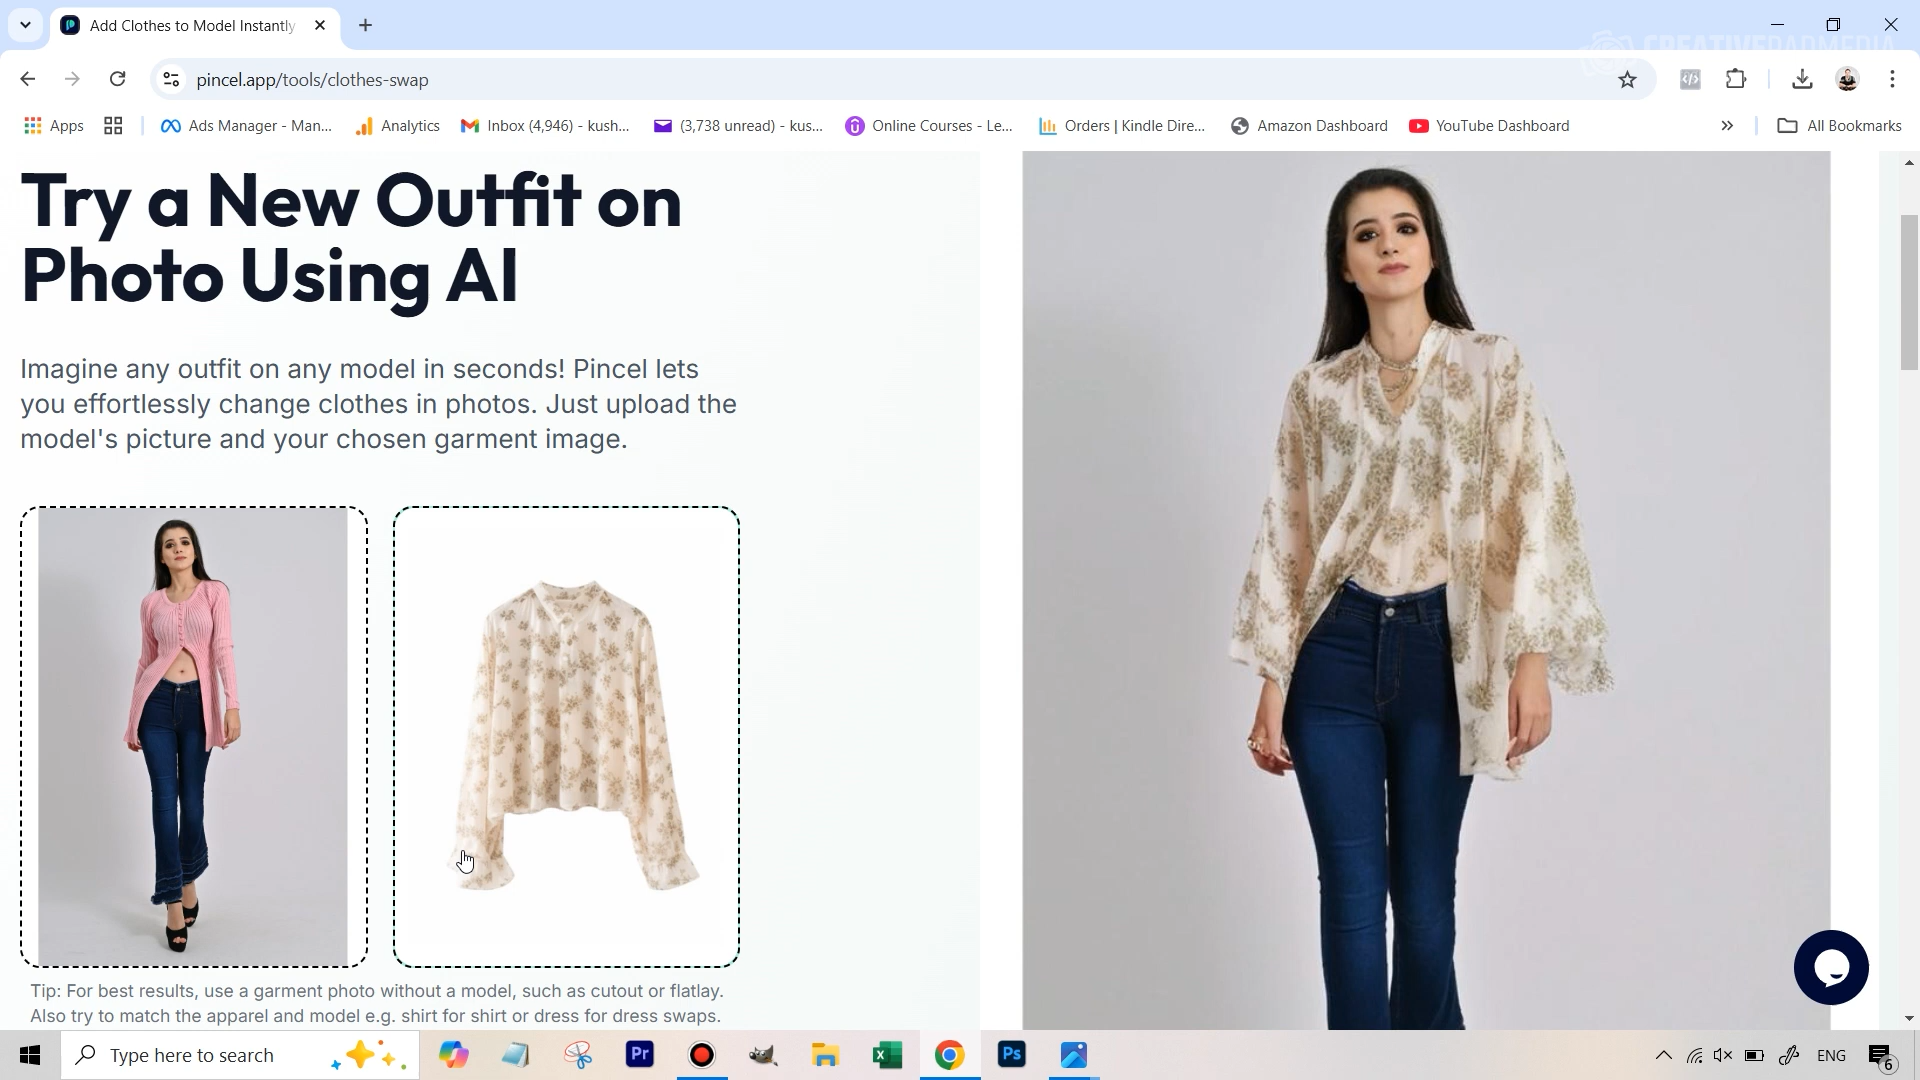 Add Clothes to Model Instantly
CREATIVEDADMEDIA
pincel.app/tools/clothes-swap
Apps
Ads Manager - Man...
Analytics
Inbox (4,946) - kush...
(3,738 unread) - kus...
Online Courses - Le...
Orders | Kindle Dire...
Amazon Dashboard
YouTube Dashboard
All Bookmarks
Try a New Outfit on
Photo Using AI
Imagine any outfit on any model in seconds! Pincel lets
you effortlessly change clothes in photos. Just upload the
model's picture and your chosen garment image.
Tip: For best results, use a garment photo without a model, such as cutout or flatlay.
Also try to match the apparel and model e.g. shirt for shirt or dress for dress swaps.
Type here to search
Pr
Ps
ENG
6